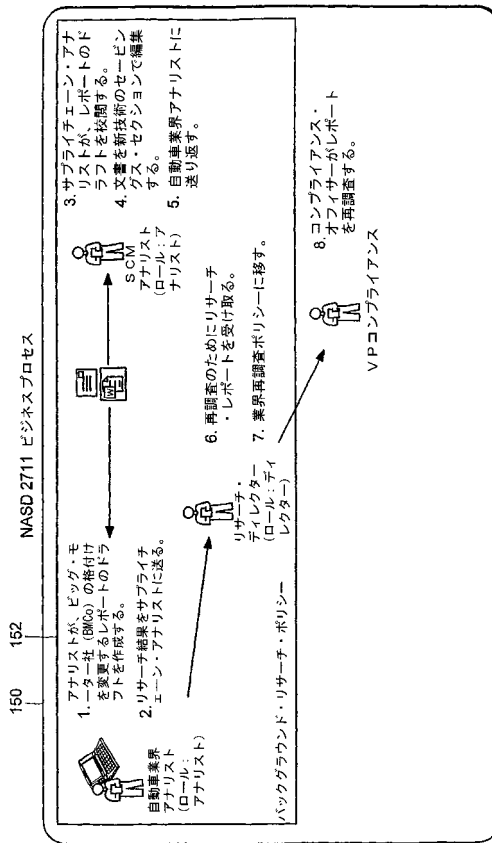 NASD 2711 ビジネスプロセス
150
152
1. アナリストが、ビッグ・モ
ーター社 (BMCo) の格付け
を変更するレポートのドラ
フトを作成する。
2. リサーチ結果をサプライチ
ェーン・アナリストに送る。
自動車業界
アナリスト
(ロール：
アナリスト)
3. サプライチェーン・アナ
リストが、レポートのド
ラフトを校閲する。
4. 文書を新技術のセービン
グス・セクションで編集
する。
5. 自動車業界アナリストに
送り返す。
SCM
アナリスト
(ロール：ア
ナリスト)
W
6. 再調査のためにリサーチ
・レポートを受け取る。
7. 業界再調査ポリシーに移す。
リサーチ・
ディレクター
(ロール：ディ
レクター)
バックグラウンド・リサーチ・ポリシー
8. コンプライアンス・
オフィサーがレポート
を再調査する。
VPコンプライアンス